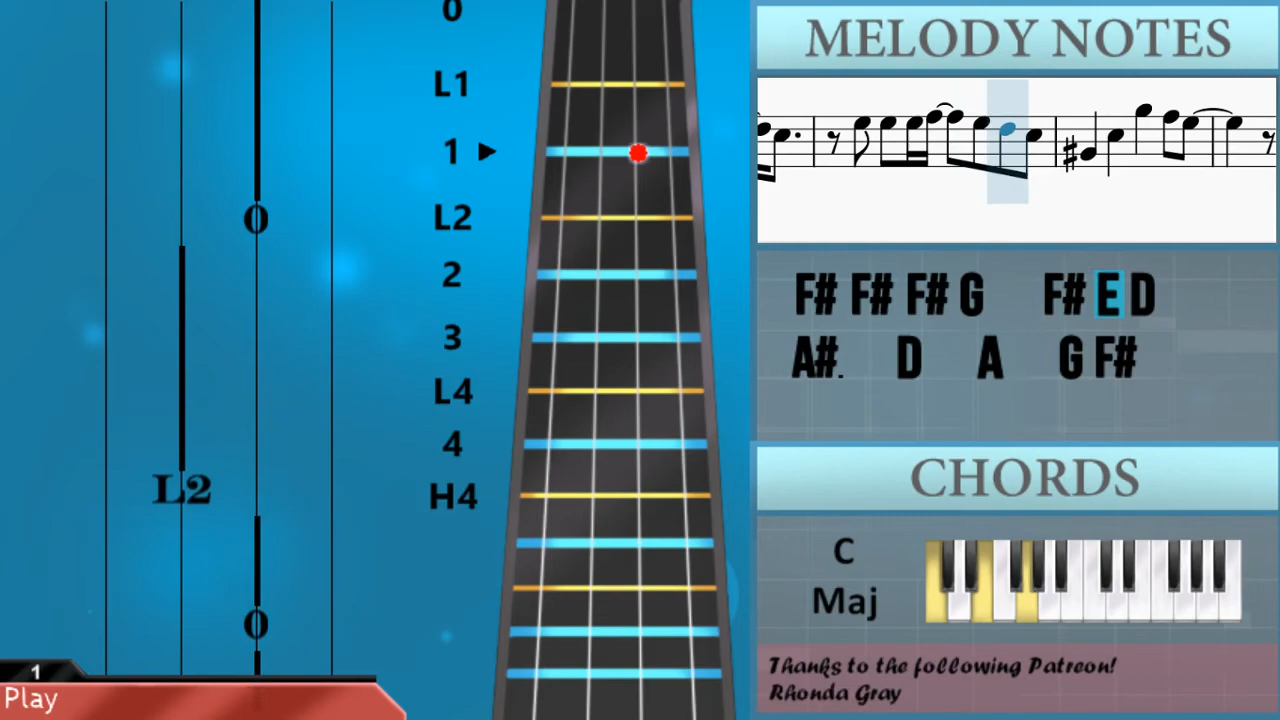 0
L1
1
L2
2
3
L4
4
H4
0
L2
0
1
Play
MELODY NOTES
F# F# F# G F# E D
A#. D A G F#
CHORDS
C
Maj
Thanks to the following Patreon!
Rhonda Gray